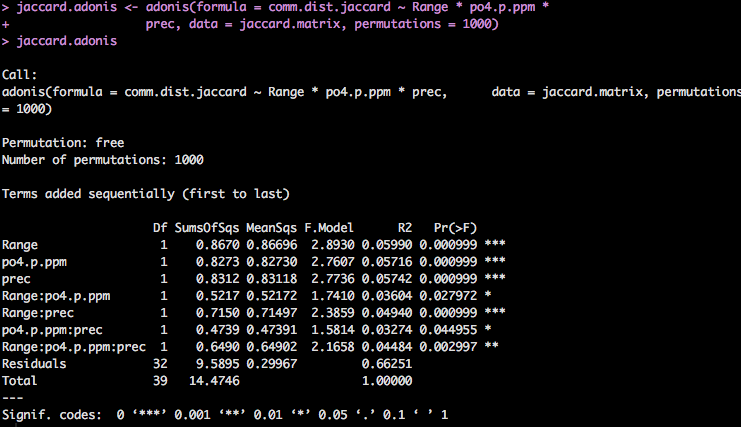 > jaccard.adonis <- adonis(formula = comm.dist.jaccard ~ Range * po4.p.ppm *
+                   prec, data = jaccard.matrix, permutations = 1000)
> jaccard.adonis

Call:
adonis(formula = comm.dist.jaccard ~ Range * po4.p.ppm * prec,      data = jaccard.matrix, permutations
= 1000)

Permutation: free
Number of permutations: 1000

Terms added sequentially (first to last)

                     Df SumsOfSqs MeanSqs F.Model      R2   Pr(>F)
Range                 1    0.8670 0.86696  2.8930 0.05990 0.000999 ***
po4.p.ppm             1    0.8273 0.82730  2.7607 0.05716 0.000999 ***
prec                  1    0.8312 0.83118  2.7736 0.05742 0.000999 ***
Range:po4.p.ppm       1    0.5217 0.52172  1.7410 0.03604 0.027972 *
Range:prec            1    0.7150 0.71497  2.3859 0.04940 0.000999 ***
po4.p.ppm:prec        1    0.4739 0.47391  1.5814 0.03274 0.044955 *
Range:po4.p.ppm:prec  1    0.6490 0.64902  2.1658 0.04484 0.002997 **
Residuals            32    9.5895 0.29967         0.66251
Total                39   14.4746                 1.00000
---
Signif. codes:  0 ‘***’ 0.001 ‘**’ 0.01 ‘*’ 0.05 ‘.’ 0.1 ‘ ’ 1